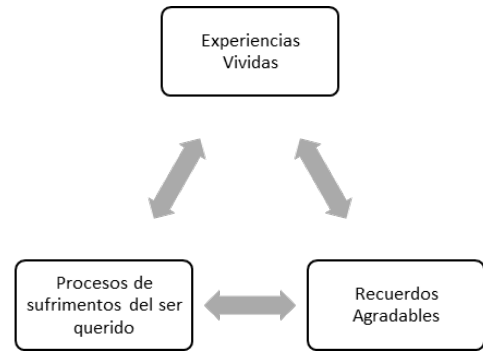 Experiencias
Vividas
Procesos de
sufrimentos del ser
querido
Recuerdos
Agradables